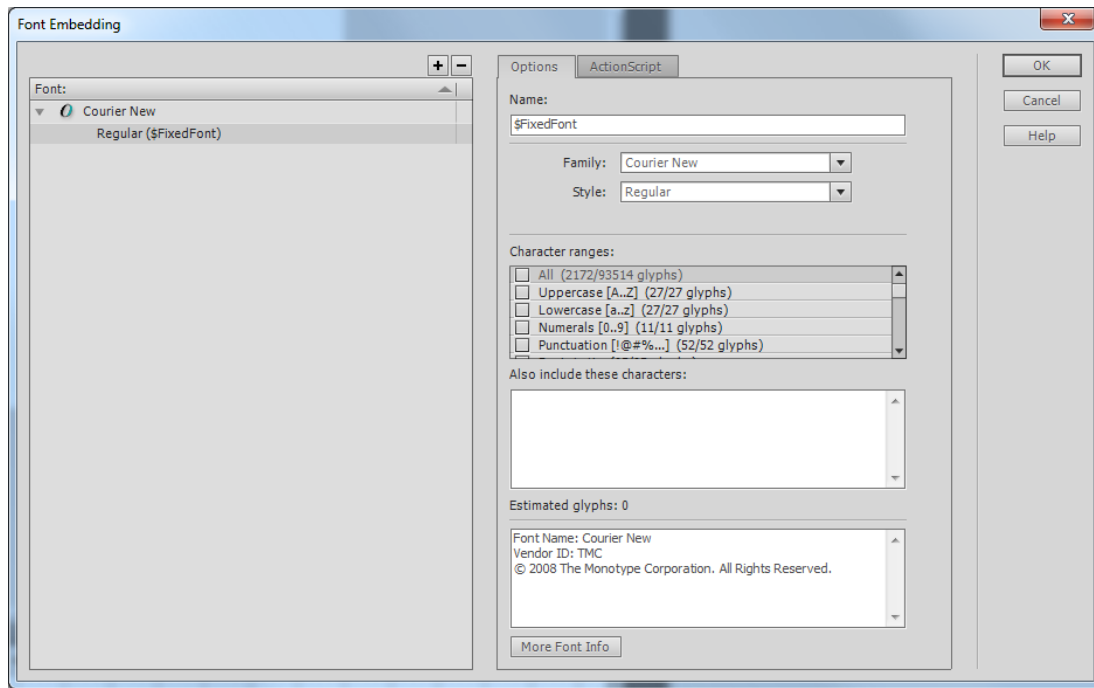 Font Embedding
+ −
Font:
Courier New
Regular ($FixedFont)
Options ActionScript
Name:
$FixedFont
Family: Courier New
Style: Regular
Character ranges:
All (2172/93514 glyphs)
Uppercase [A..Z] (27/27 glyphs)
Lowercase [a..z] (27/27 glyphs)
Numerals [0..9] (11/11 glyphs)
Punctuation [!@#%...] (52/52 glyphs)
Also include these characters:
Estimated glyphs: 0
Font Name: Courier New
Vendor ID: TMC
© 2008 The Monotype Corporation. All Rights Reserved.
More Font Info
OK
Cancel
Help